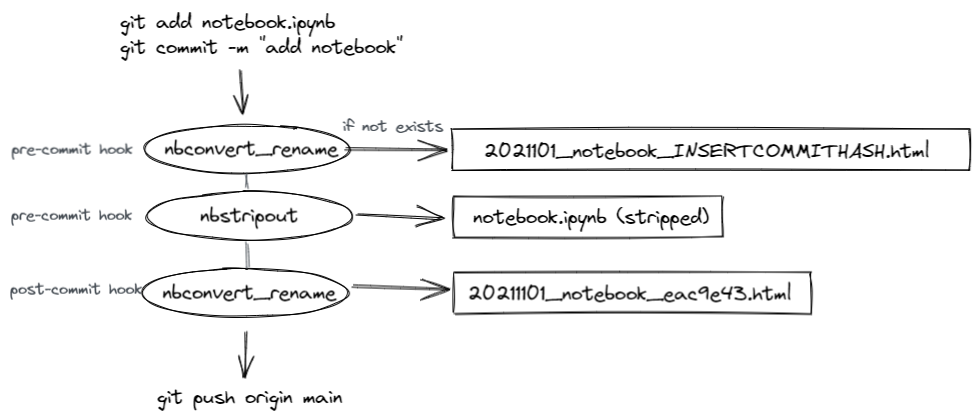 git add notebook.ipynb
git commit -m "add notebook"
if not exists
pre-commit hook
nbconvert_rename
2021101_notebook_INSERTCOMMITHASH.html
pre-commit hook
nbstripout
notebook.ipynb (stripped)
post-commit hook
nbconvert_rename
20211101_notebook_eac9e43.html
git push origin main